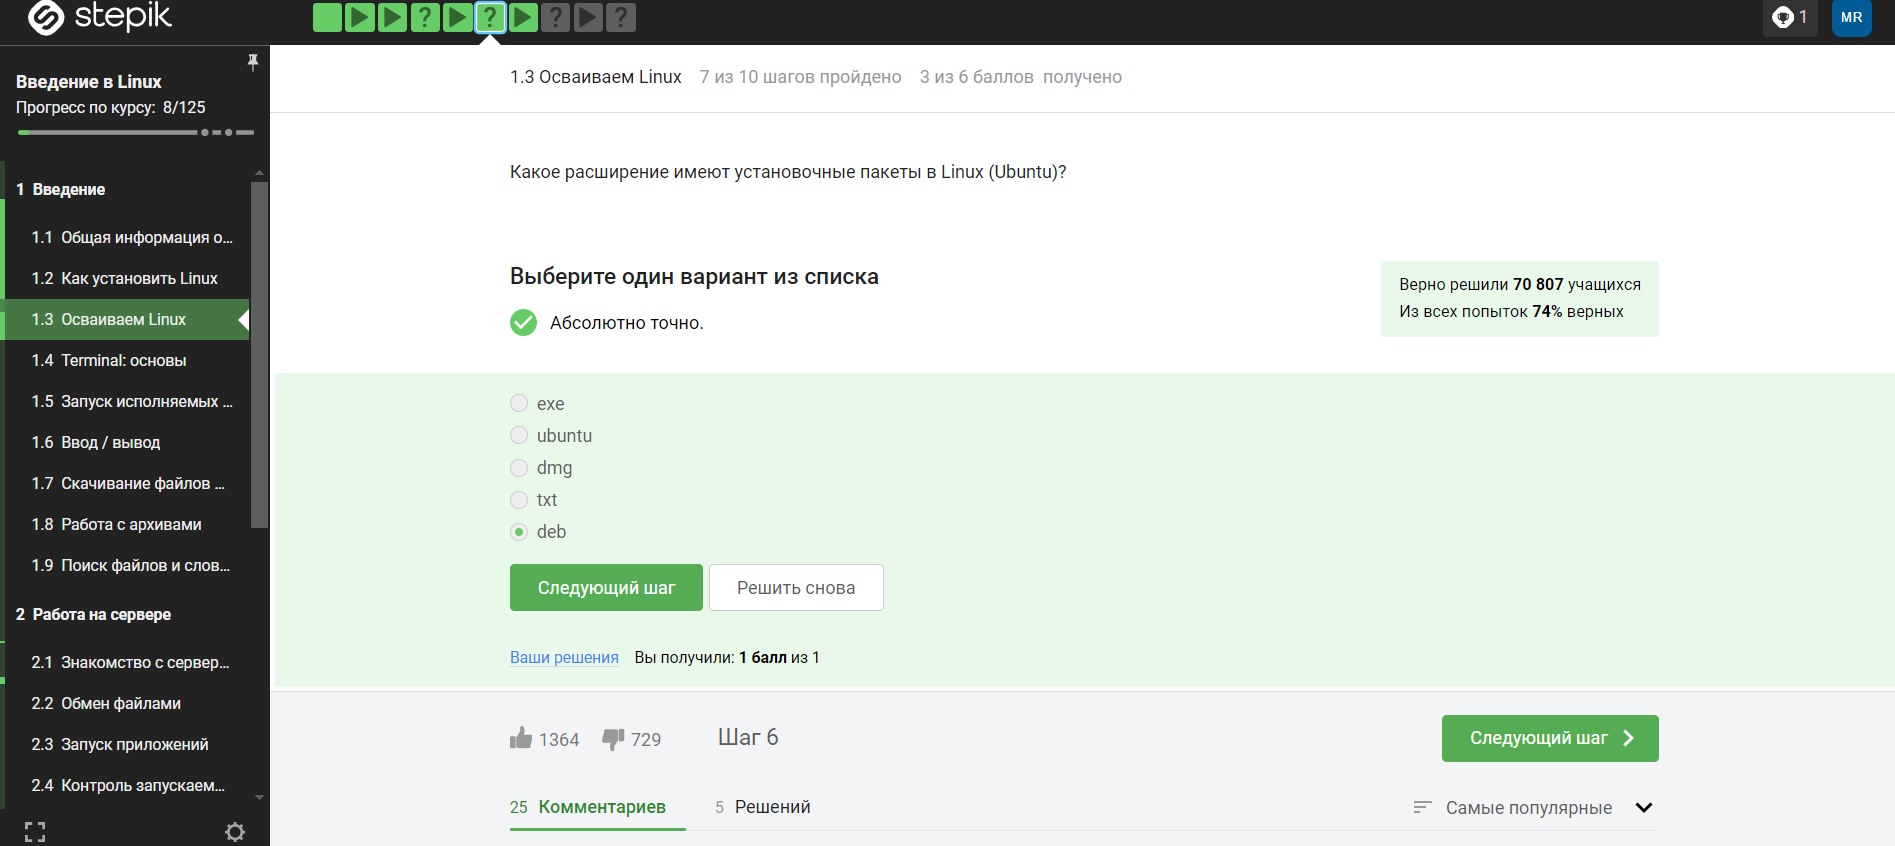 stepik
1
MR
Введение в Linux
Прогресс по курсу: 8/125
1 Введение
1.1 Общая информация о...
1.2 Как установить Linux
1.3 Осваиваем Linux
1.4 Terminal: основы
1.5 Запуск исполняемых ...
1.6 Ввод / вывод
1.7 Скачивание файлов ...
1.8 Работа с архивами
1.9 Поиск файлов и слов...
2 Работа на сервере
2.1 Знакомство с сервер...
2.2 Обмен файлами
2.3 Запуск приложений
2.4 Контроль запускаем...
1.3 Осваиваем Linux 7 из 10 шагов пройдено 3 из 6 баллов получено
Какое расширение имеют установочные пакеты в Linux (Ubuntu)?
Выберите один вариант из списка
Абсолютно точно.
Верно решили 70 807 учащихся
Из всех попыток 74% верных
exe
ubuntu
dmg
txt
deb
Следующий шаг Решить снова
Ваши решения Вы получили: 1 балл из 1
1364 729 Шаг 6 Следующий шаг
25 Комментариев 5 Решений Самые популярные